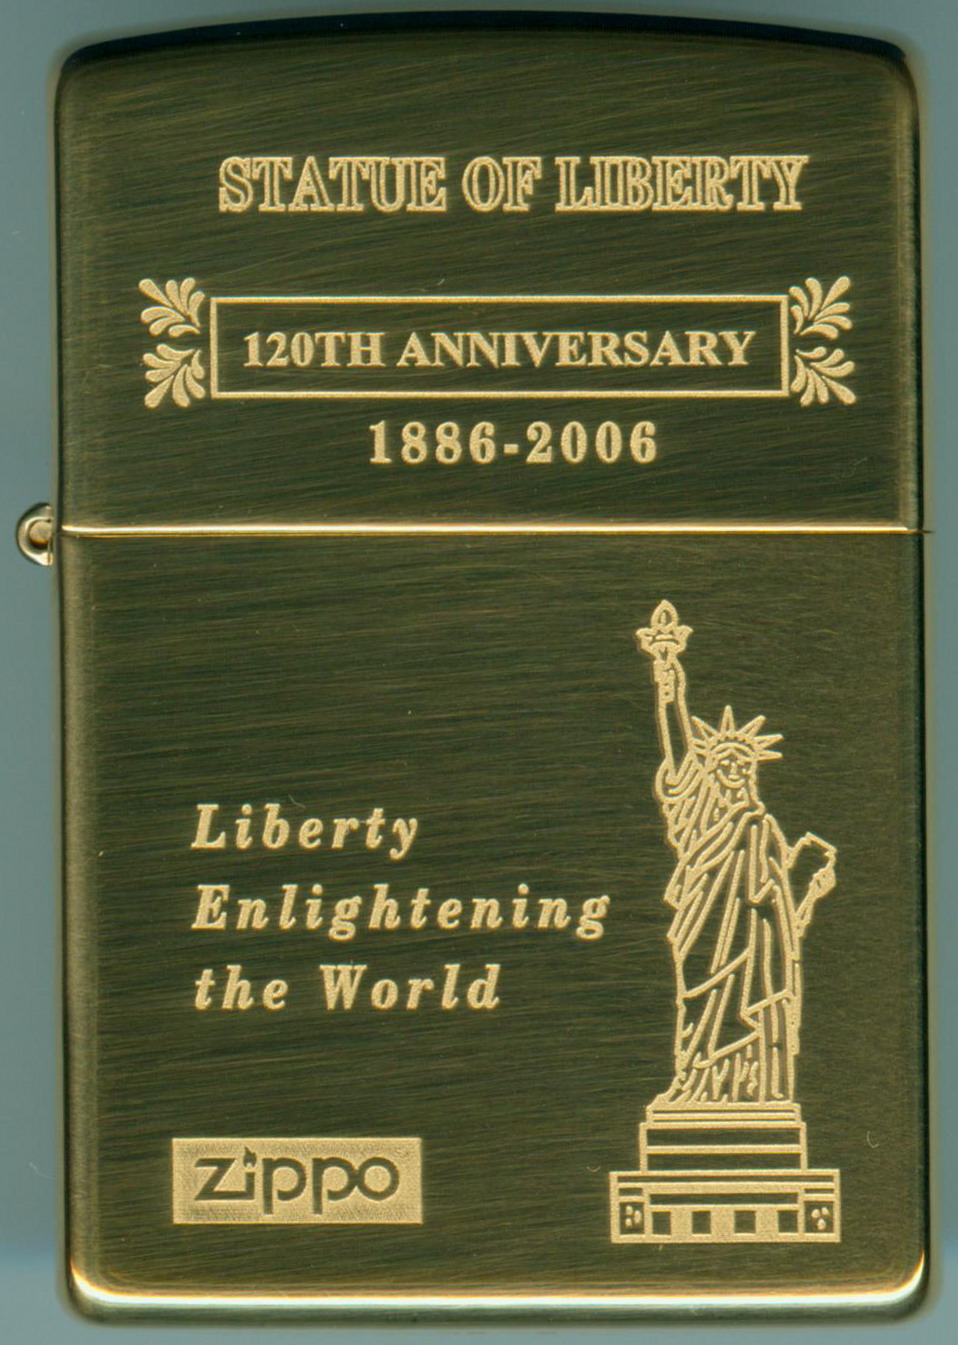 STATUE OF LIBERTY
120TH ANNIVERSARY
1886-2006
Liberty
Enlightening
the World
Zippo